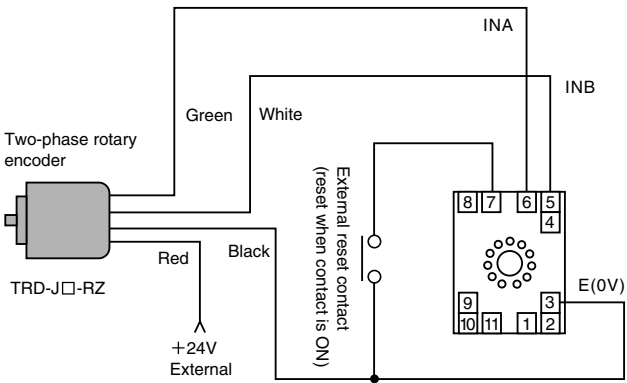 INA
INB
Green
White
Two-phase rotary
encoder
External reset contact
(reset when contact is ON)
8 7 6 5
4
Red
Black
TRD-J□-RZ
E(0V)
9 3
10 11 1 2
+24V
External